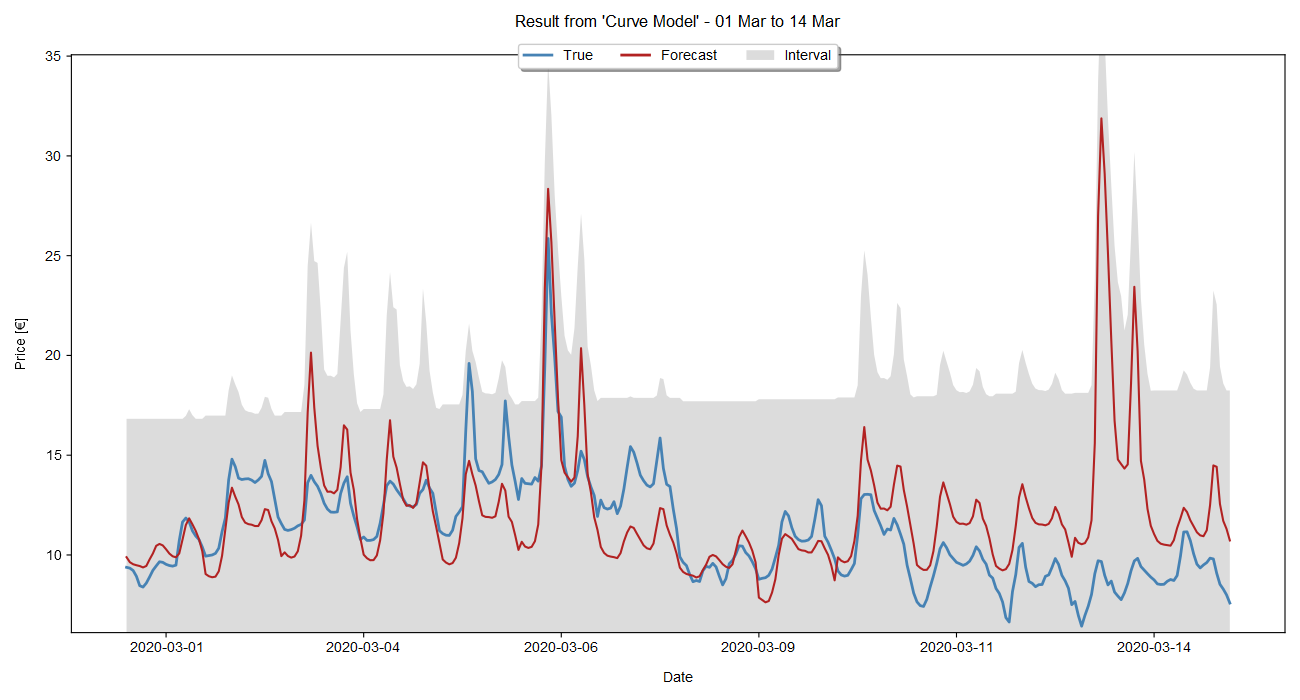 Result from 'Curve Model' - 01 Mar to 14 Mar
True Forecast Interval
35
30
25
20
15
10
Price [€]
2020-03-01 2020-03-04 2020-03-06 2020-03-09 2020-03-11 2020-03-14
Date